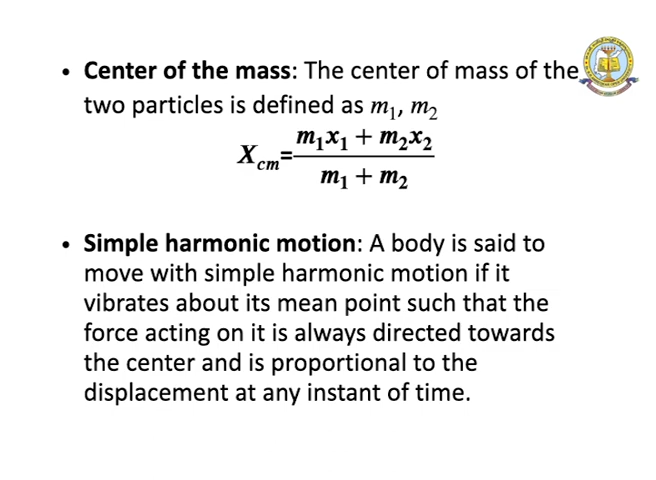 • Center of the mass: The center of mass of the
two particles is defined as m₁, m₂
X_cm = (m₁x₁ + m₂x₂) / (m₁ + m₂)
• Simple harmonic motion: A body is said to
move with simple harmonic motion if it
vibrates about its mean point such that the
force acting on it is always directed towards
the center and is proportional to the
displacement at any instant of time.